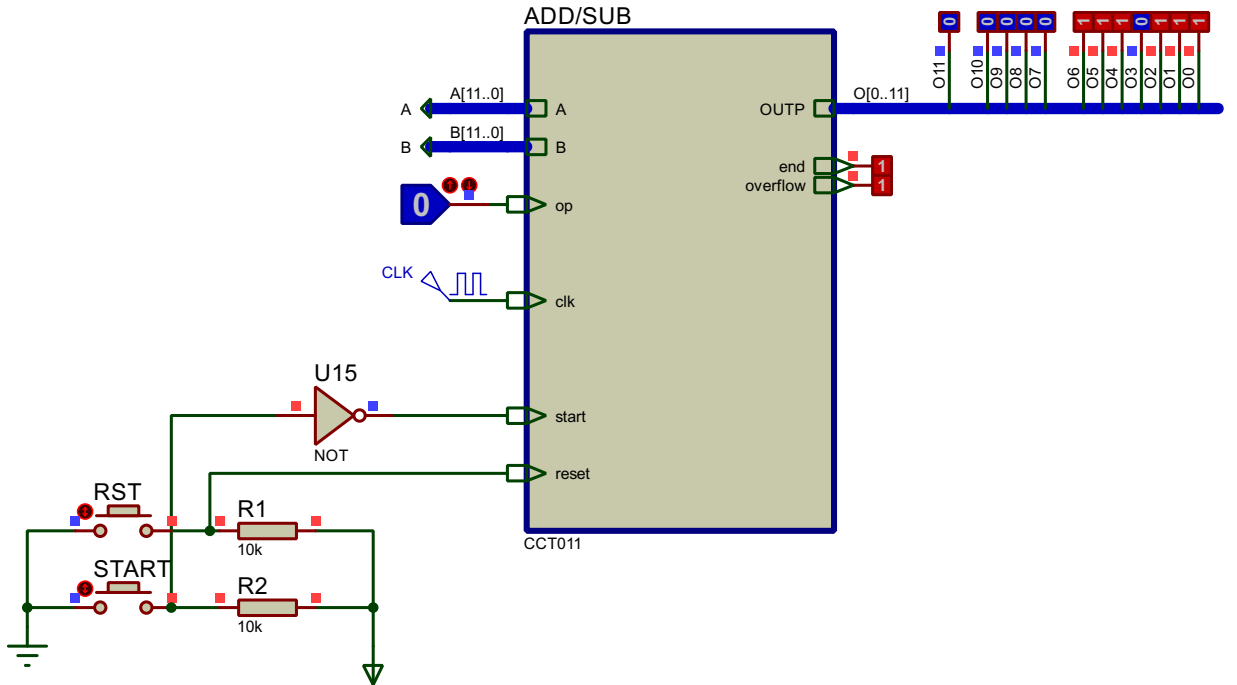 ADD/SUB
0 0 0 0 0 1 1 1 0 1 1 1
O11 O10 O9 O8 O7 O6 O5 O4 O3 O2 O1 O0
A A[11..0] A OUTP O[0..11]
B B[11..0] B
end 1
overflow 1
0 op
CLK clk
U15
start
NOT
reset
RST
R1
10k
CCT011
START
R2
10k